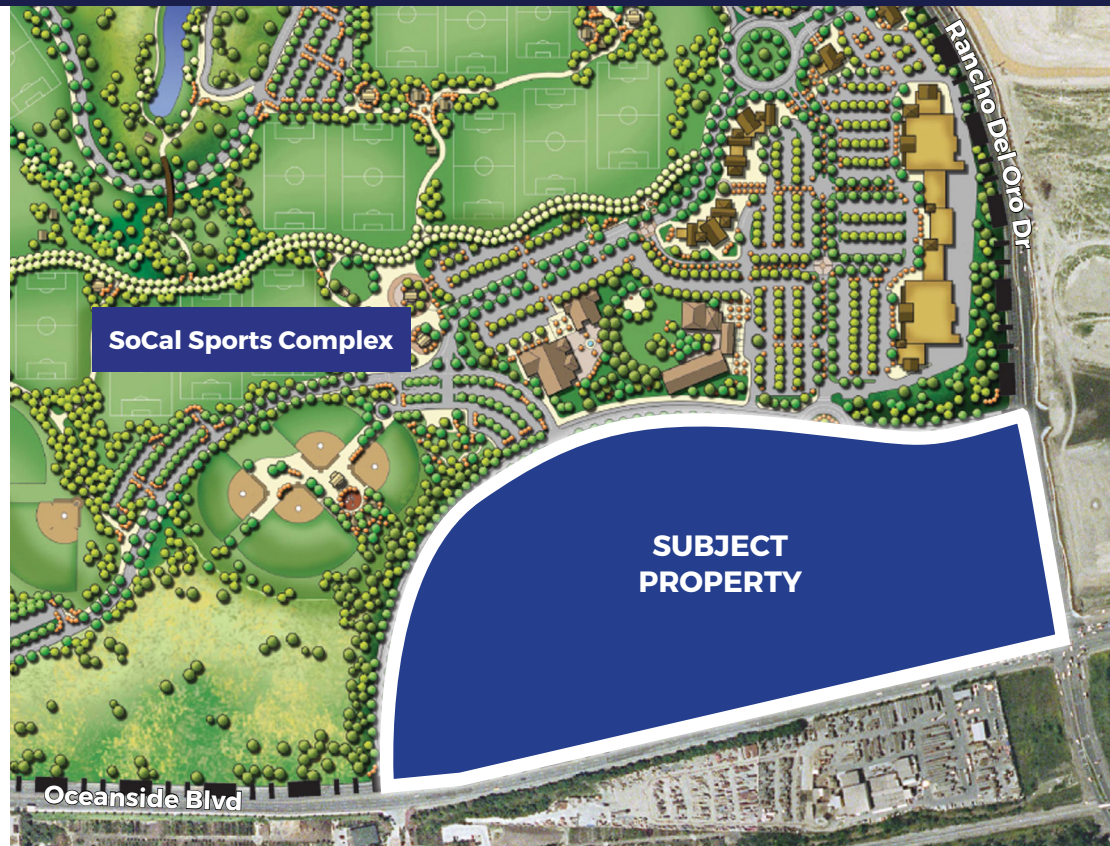 Rancho Del Oro Dr
SoCal Sports Complex
SUBJECT
PROPERTY
Oceanside Blvd